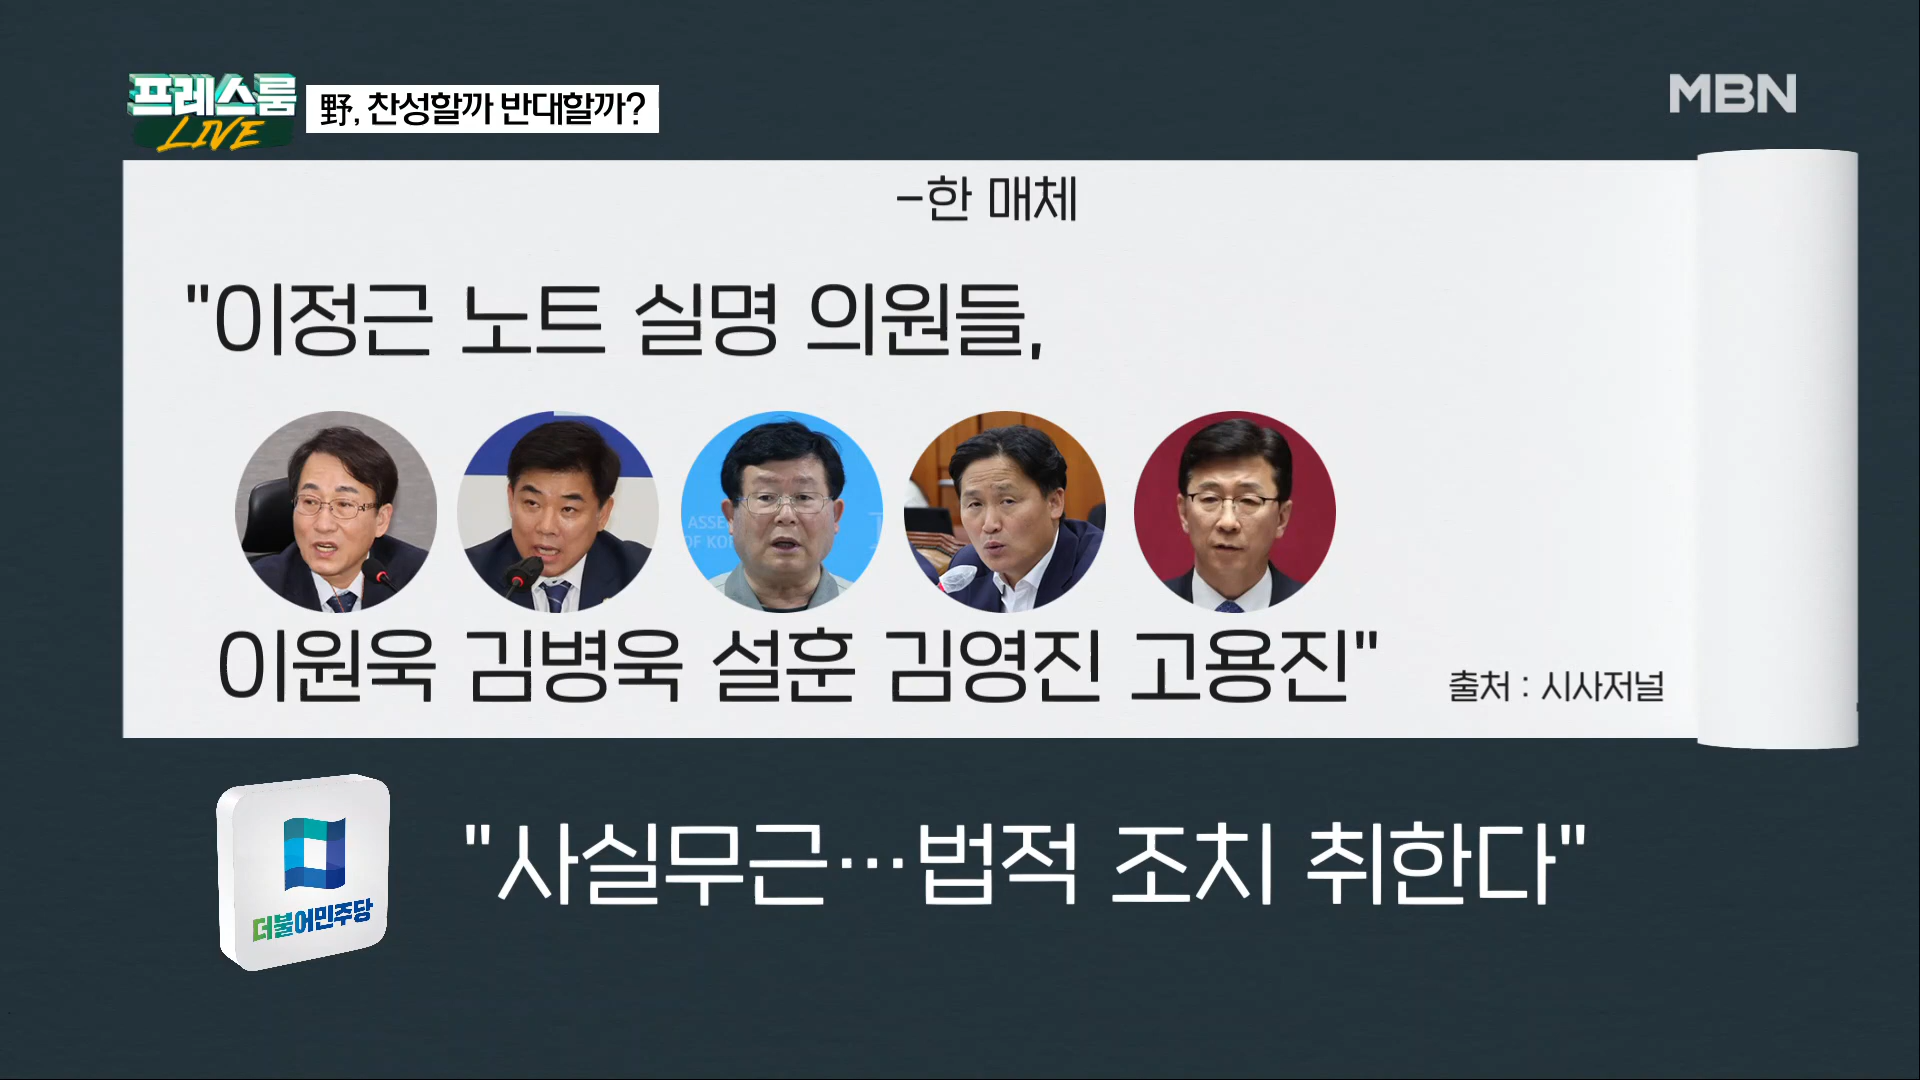 프레스룸
LIVE
野, 찬성할까 반대할까?
MBN
-한 매체
"이정근 노트 실명 의원들,
ASSE
OF KOR
이원욱 김병욱 설훈 김영진 고용진"
출처 : 시사저널
더불어민주당
"사실무근…법적 조치 취한다"